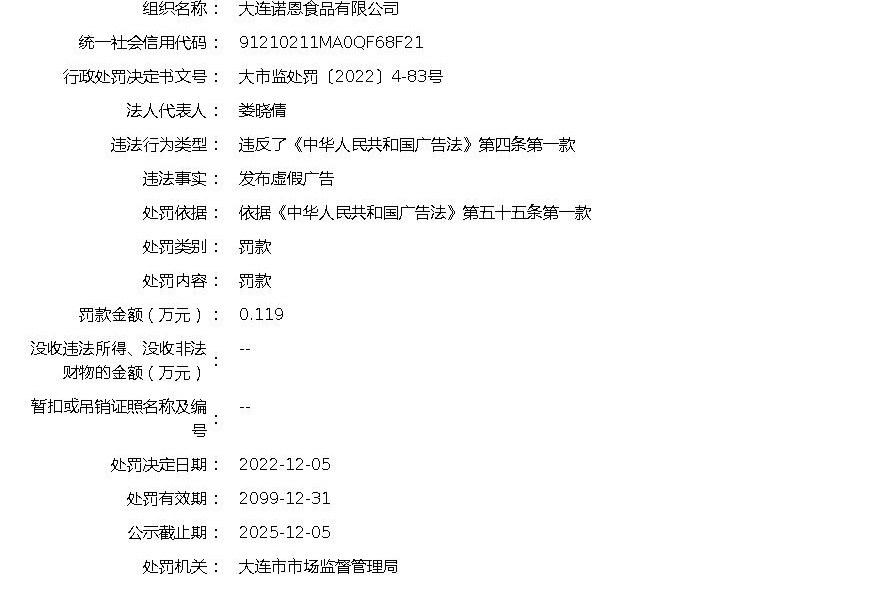 组织名称： 大连诺恩食品有限公司
统一社会信用代码： 91210211MA0QF68F21
行政处罚决定书文号： 大市监处罚〔2022〕4-83号
法人代表人： 娄晓倩
违法行为类型： 违反了《中华人民共和国广告法》第四条第一款
违法事实： 发布虚假广告
处罚依据： 依据《中华人民共和国广告法》第五十五条第一款
处罚类别： 罚款
处罚内容： 罚款
罚款金额（万元）： 0.119
没收违法所得、没收非法
财物的金额（万元）： --
暂扣或吊销证照名称及编
号： --
处罚决定日期： 2022-12-05
处罚有效期： 2099-12-31
公示截止期： 2025-12-05
处罚机关： 大连市市场监督管理局